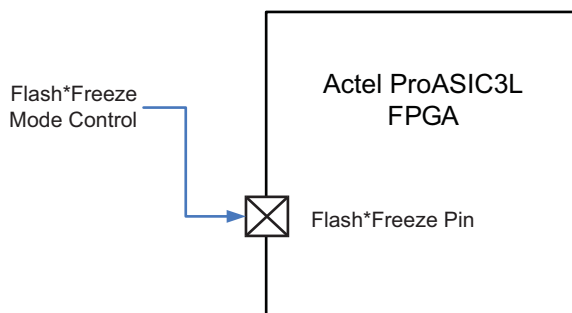 Flash*Freeze
Mode Control
Actel ProASIC3L
FPGA
Flash*Freeze Pin